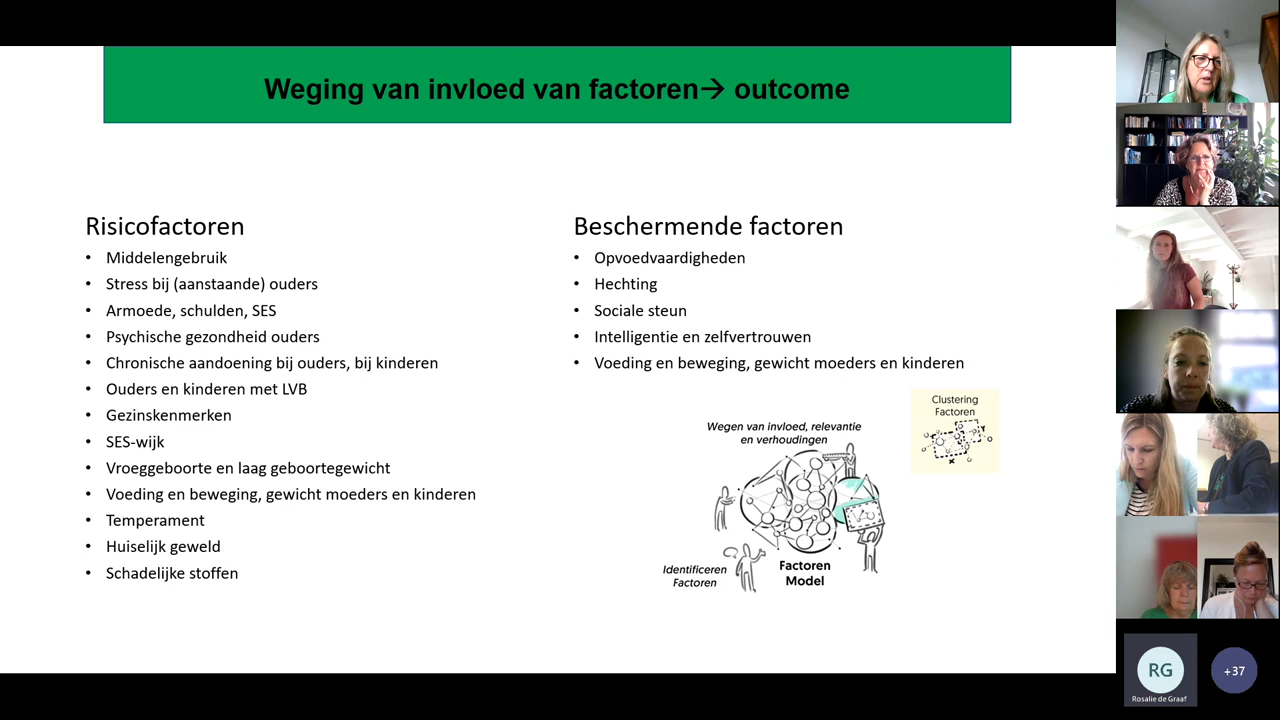 Weging van invloed van factoren→ outcome
Risicofactoren
• Middelengebruik
• Stress bij (aanstaande) ouders
• Armoede, schulden, SES
• Psychische gezondheid ouders
• Chronische aandoening bij ouders, bij kinderen
• Ouders en kinderen met LVB
• Gezinskenmerken
• SES-wijk
• Vroeggeboorte en laag geboortegewicht
• Voeding en beweging, gewicht moeders en kinderen
• Temperament
• Huiselijk geweld
• Schadelijke stoffen
Beschermende factoren
• Opvoedvaardigheden
• Hechting
• Sociale steun
• Intelligentie en zelfvertrouwen
• Voeding en beweging, gewicht moeders en kinderen
Clustering
Factoren
x
Y
Wegen van invloed, relevantie
en verhoudingen
Identificeren
Factoren
Factoren
Model
RG
Rosalie de Graaf
+37